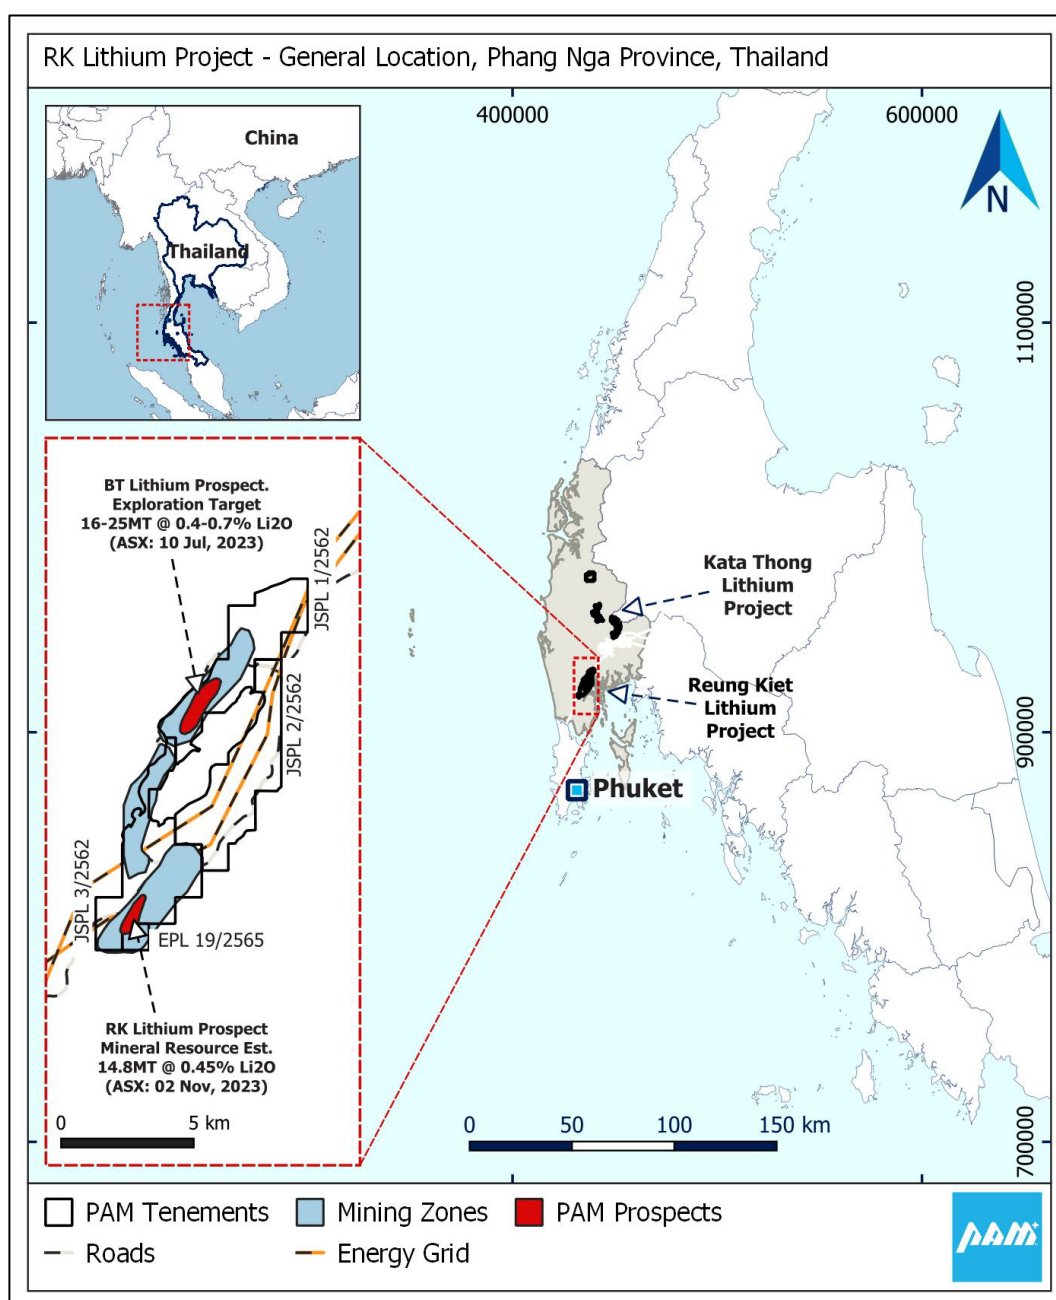 RK Lithium Project - General Location, Phang Nga Province, Thailand
400000
600000
N
1100000
900000
700000
China
Thailand
BT Lithium Prospect.
Exploration Target
16-25MT @ 0.4-0.7% Li2O
(ASX: 10 Jul, 2023)
JSPL 1/2562
JSPL 2/2562
JSPL 3/2562
EPL 19/2565
RK Lithium Prospect
Mineral Resource Est.
14.8MT @ 0.45% Li2O
(ASX: 02 Nov, 2023)
0
5 km
Kata Thong
Lithium
Project
Reung Kiet
Lithium
Project
Phuket
0
50
100
150 km
PAM Tenements
Mining Zones
PAM Prospects
Roads
Energy Grid
PAM+